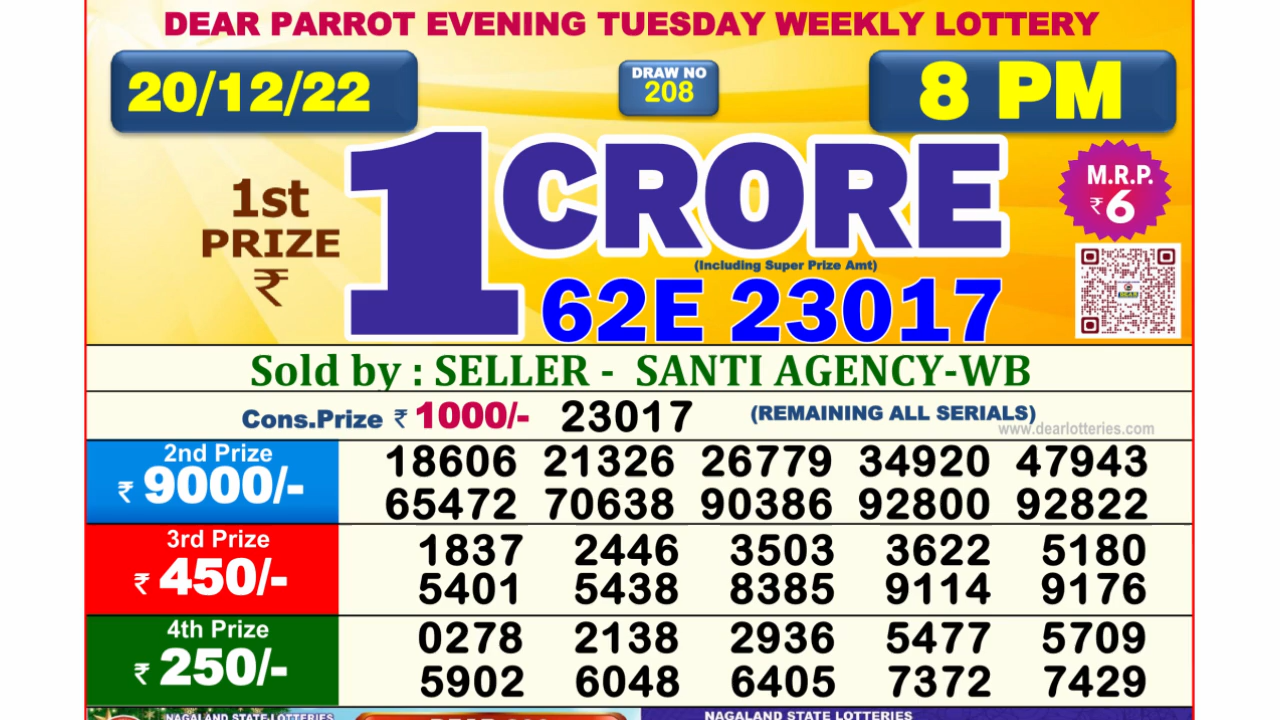 DEAR PARROT EVENING TUESDAY WEEKLY LOTTERY
20/12/22
DRAW NO
208
8 PM
1st
PRIZE
₹
1 CRORE
(Including Super Prize Amt)
62E 23017
M.R.P.
₹6
Sold by : SELLER - SANTI AGENCY-WB
Cons.Prize ₹ 1000/- 23017 (REMAINING ALL SERIALS)
www.dearlotteries.com
2nd Prize
₹ 9000/-
18606 21326 26779 34920 47943
65472 70638 90386 92800 92822
3rd Prize
₹ 450/-
1837 2446 3503 3622 5180
5401 5438 8385 9114 9176
4th Prize
₹ 250/-
0278 2138 2936 5477 5709
5902 6048 6405 7372 7429
NAGALAND STATE LOTTERIES
NAGALAND STATE LOTTERIES